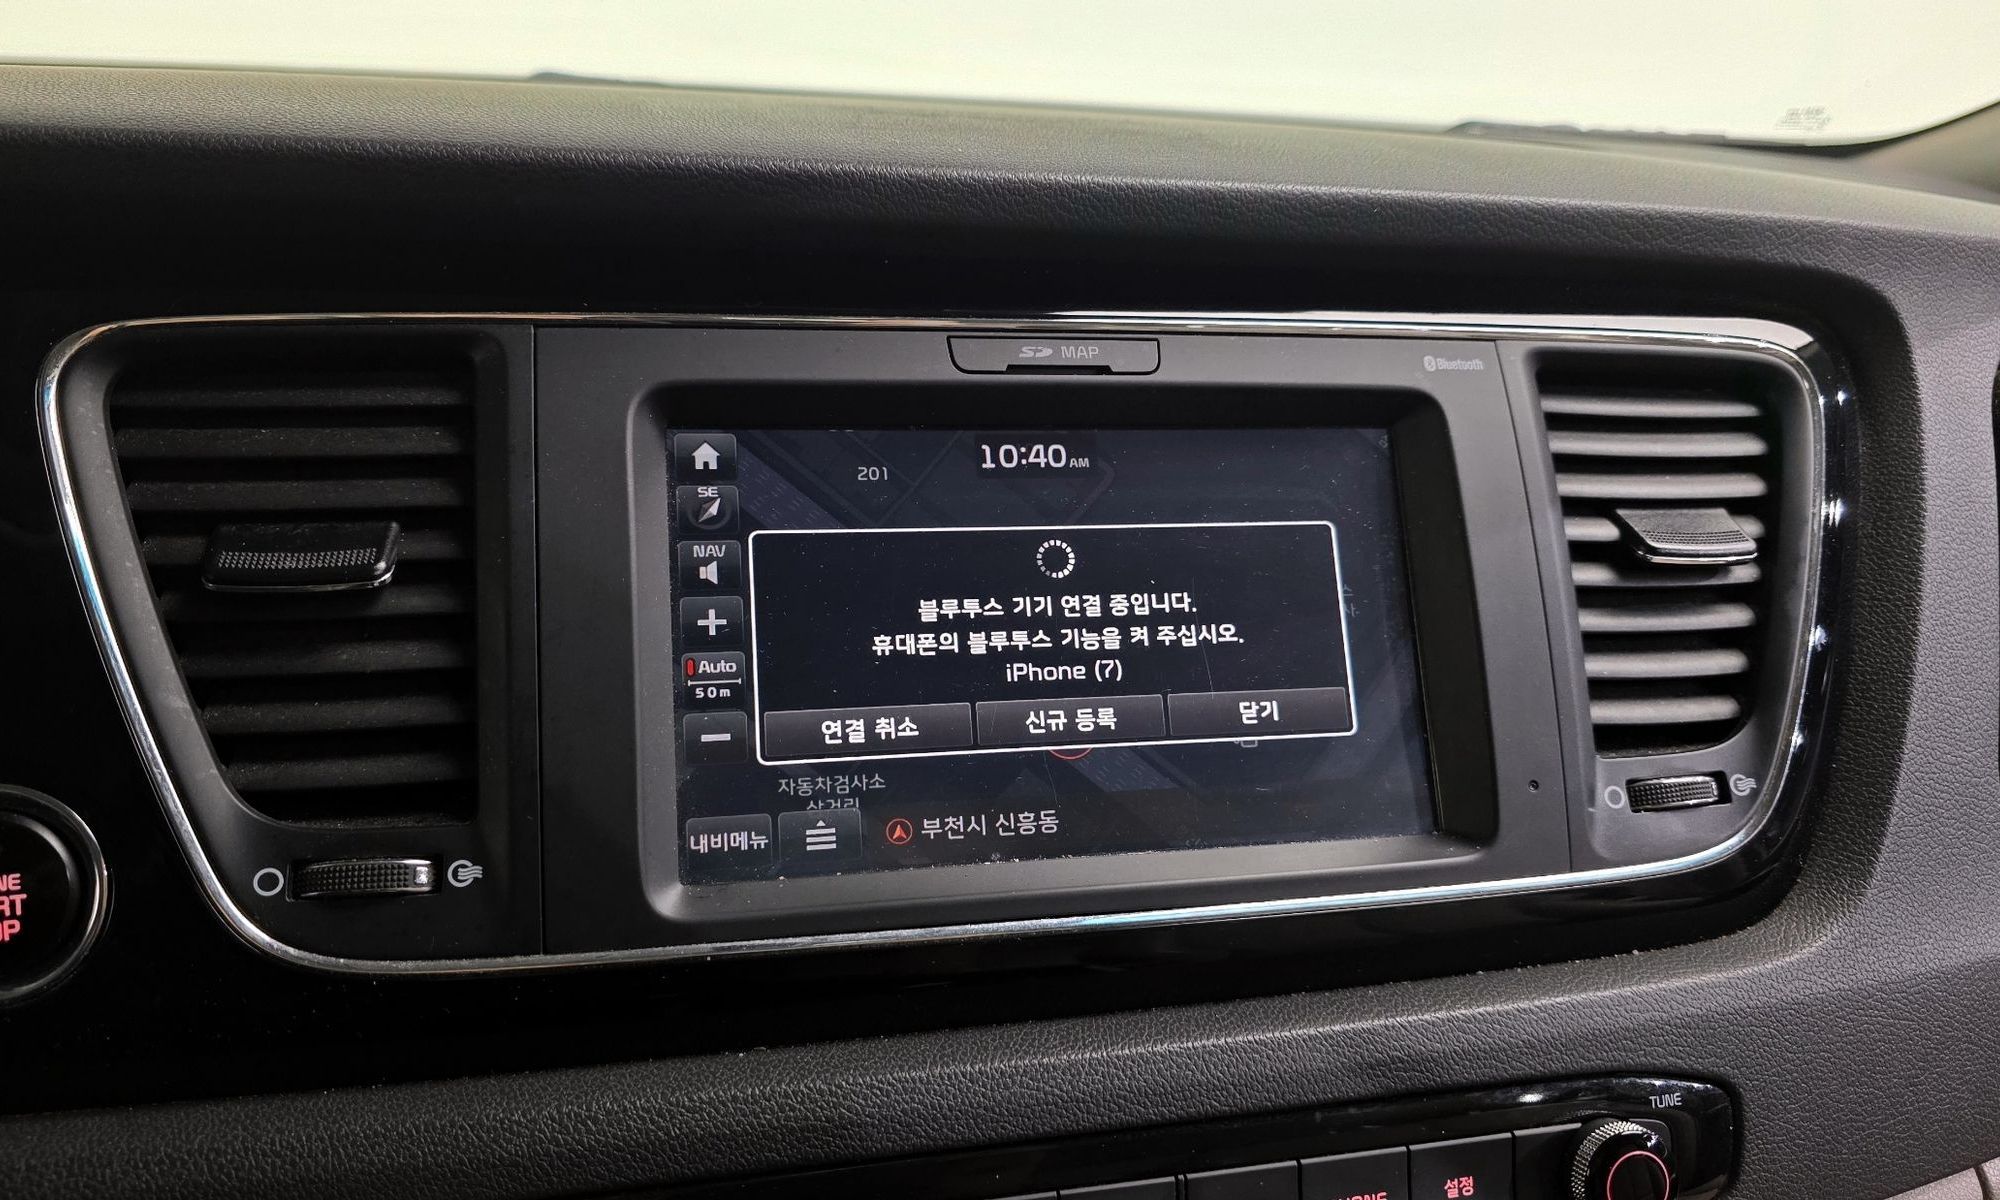 SD MAP
Bluetooth
10:40 AM
201
SE
NAV
블루투스 기기 연결 중입니다.
휴대폰의 블루투스 기능을 켜 주십시오.
iPhone (7)
Auto
50m
연결 취소
신규 등록
닫기
자동차검사소
내비메뉴
부천시 신흥동
TUNE
설정